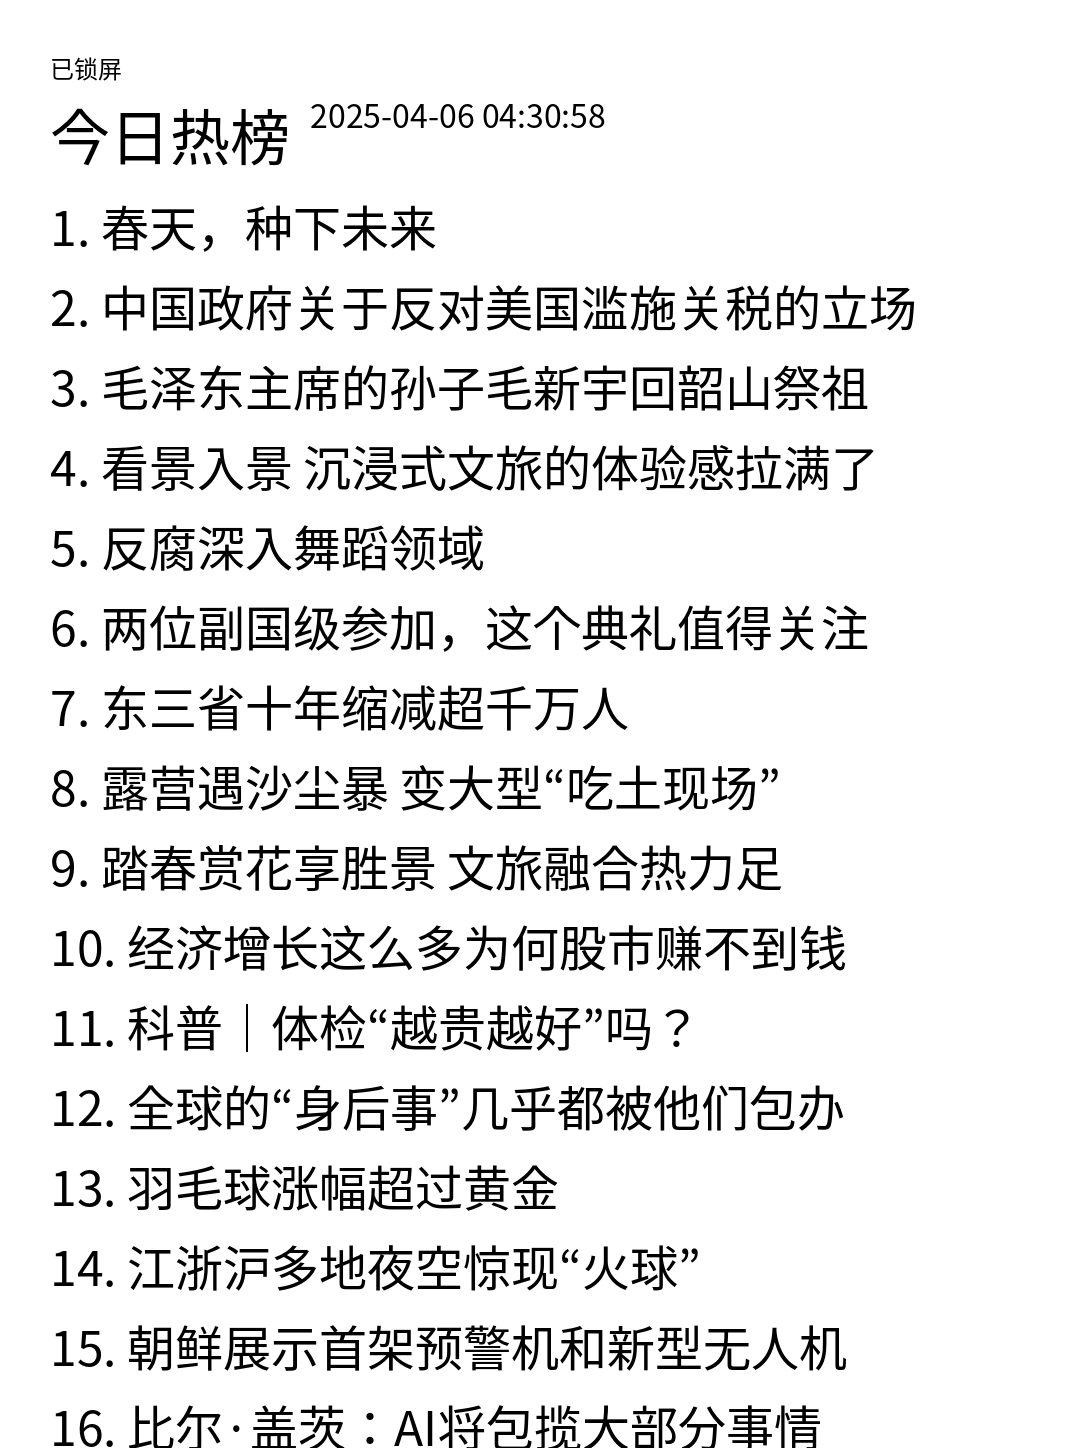 已锁屏
今日热榜 2025-04-06 04:30:58
1. 春天，种下未来
2. 中国政府关于反对美国滥施关税的立场
3. 毛泽东主席的孙子毛新宇回韶山祭祖
4. 看景入景 沉浸式文旅的体验感拉满了
5. 反腐深入舞蹈领域
6. 两位副国级参加，这个典礼值得关注
7. 东三省十年缩减超千万人
8. 露营遇沙尘暴 变大型“吃土现场”
9. 踏春赏花享胜景 文旅融合热力足
10. 经济增长这么多为何股市赚不到钱
11. 科普｜体检“越贵越好”吗？
12. 全球的“身后事”几乎都被他们包办
13. 羽毛球涨幅超过黄金
14. 江浙沪多地夜空惊现“火球”
15. 朝鲜展示首架预警机和新型无人机
16. 比尔·盖茨：AI将包揽大部分事情